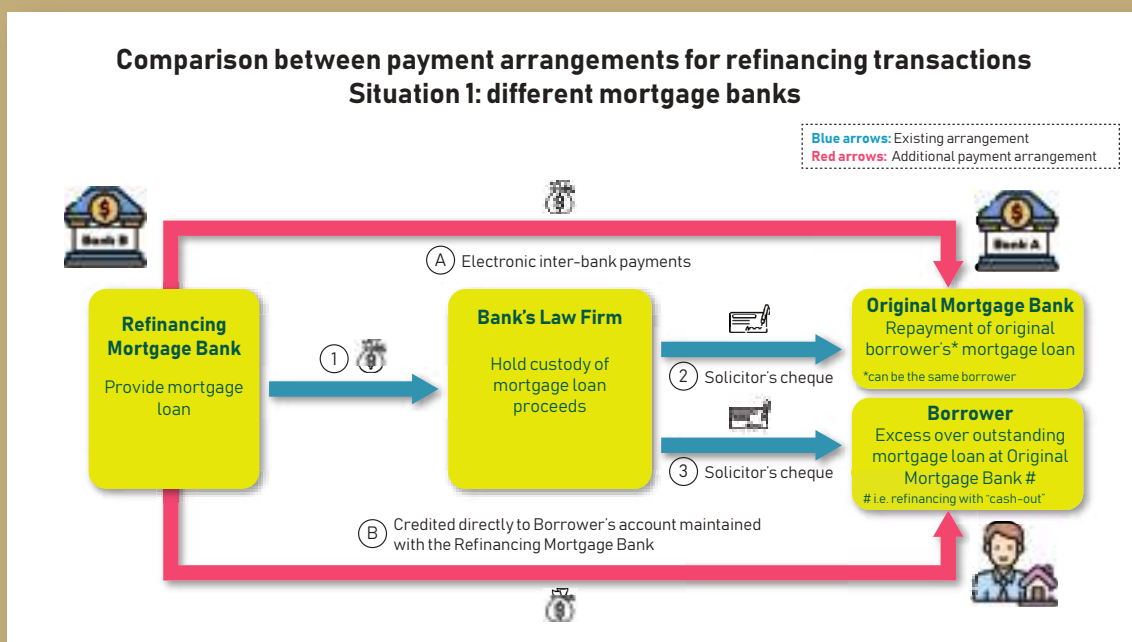 Comparison between payment arrangements for refinancing transactions
Situation 1: different mortgage banks
Blue arrows: Existing arrangement
Red arrows: Additional payment arrangement
Bank B
Bank A
A Electronic inter-bank payments
Refinancing
Mortgage Bank
Provide mortgage
loan
1
Bank's Law Firm
Hold custody of
mortgage loan
proceeds
2 Solicitor's cheque
3 Solicitor's cheque
Original Mortgage Bank
Repayment of original
borrower's* mortgage loan
*can be the same borrower
Borrower
Excess over outstanding
mortgage loan at Original
Mortgage Bank #
# i.e. refinancing with "cash-out"
B Credited directly to Borrower's account maintained
with the Refinancing Mortgage Bank